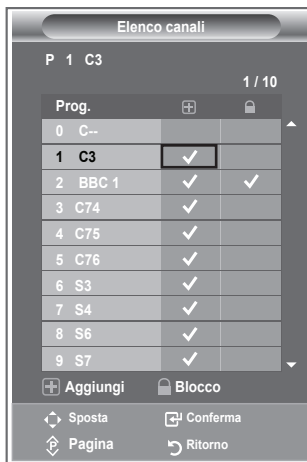 Elenco canali
P 1 C3
1 / 10
Prog.
0 C--
1 C3
2 BBC 1
3 C74
4 C75
5 C76
6 S3
7 S4
8 S6
9 S7
Aggiungi Blocco
Sposta Conferma
Pagina Ritorno